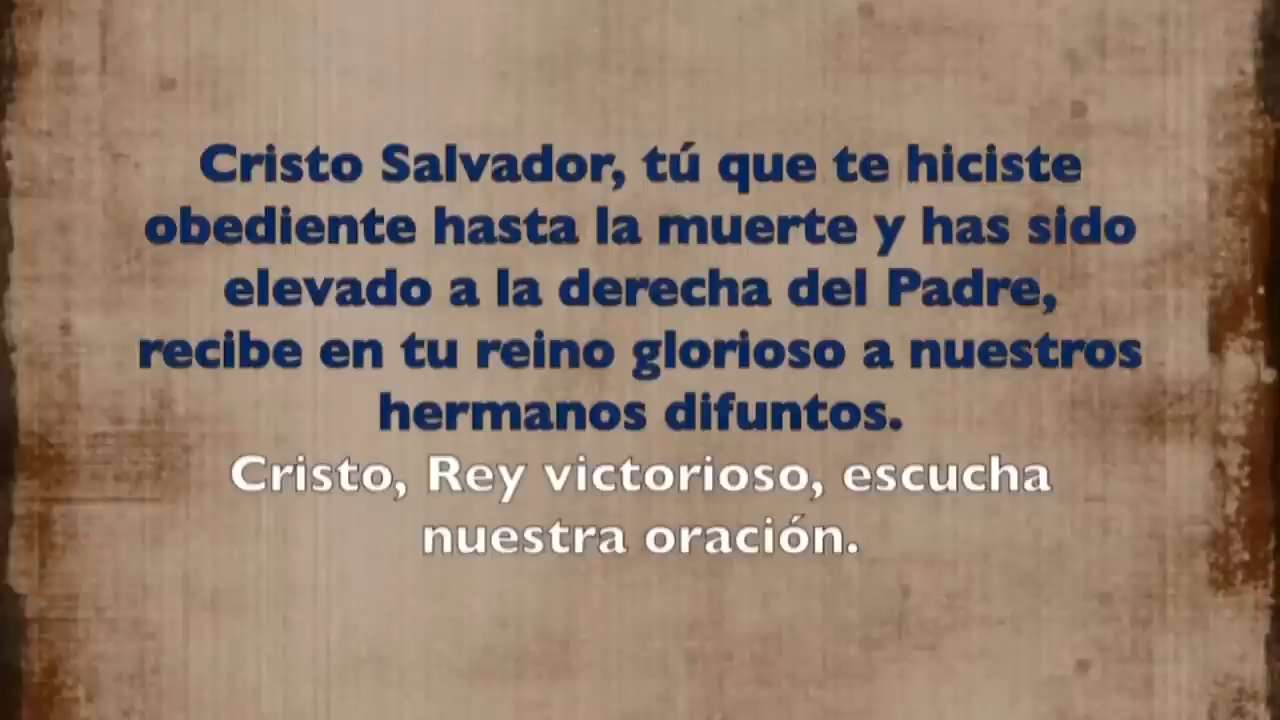 Cristo Salvador, tú que te hiciste
obediente hasta la muerte y has sido
elevado a la derecha del Padre,
recibe en tu reino glorioso a nuestros
hermanos difuntos.
Cristo, Rey victorioso, escucha
nuestra oración.